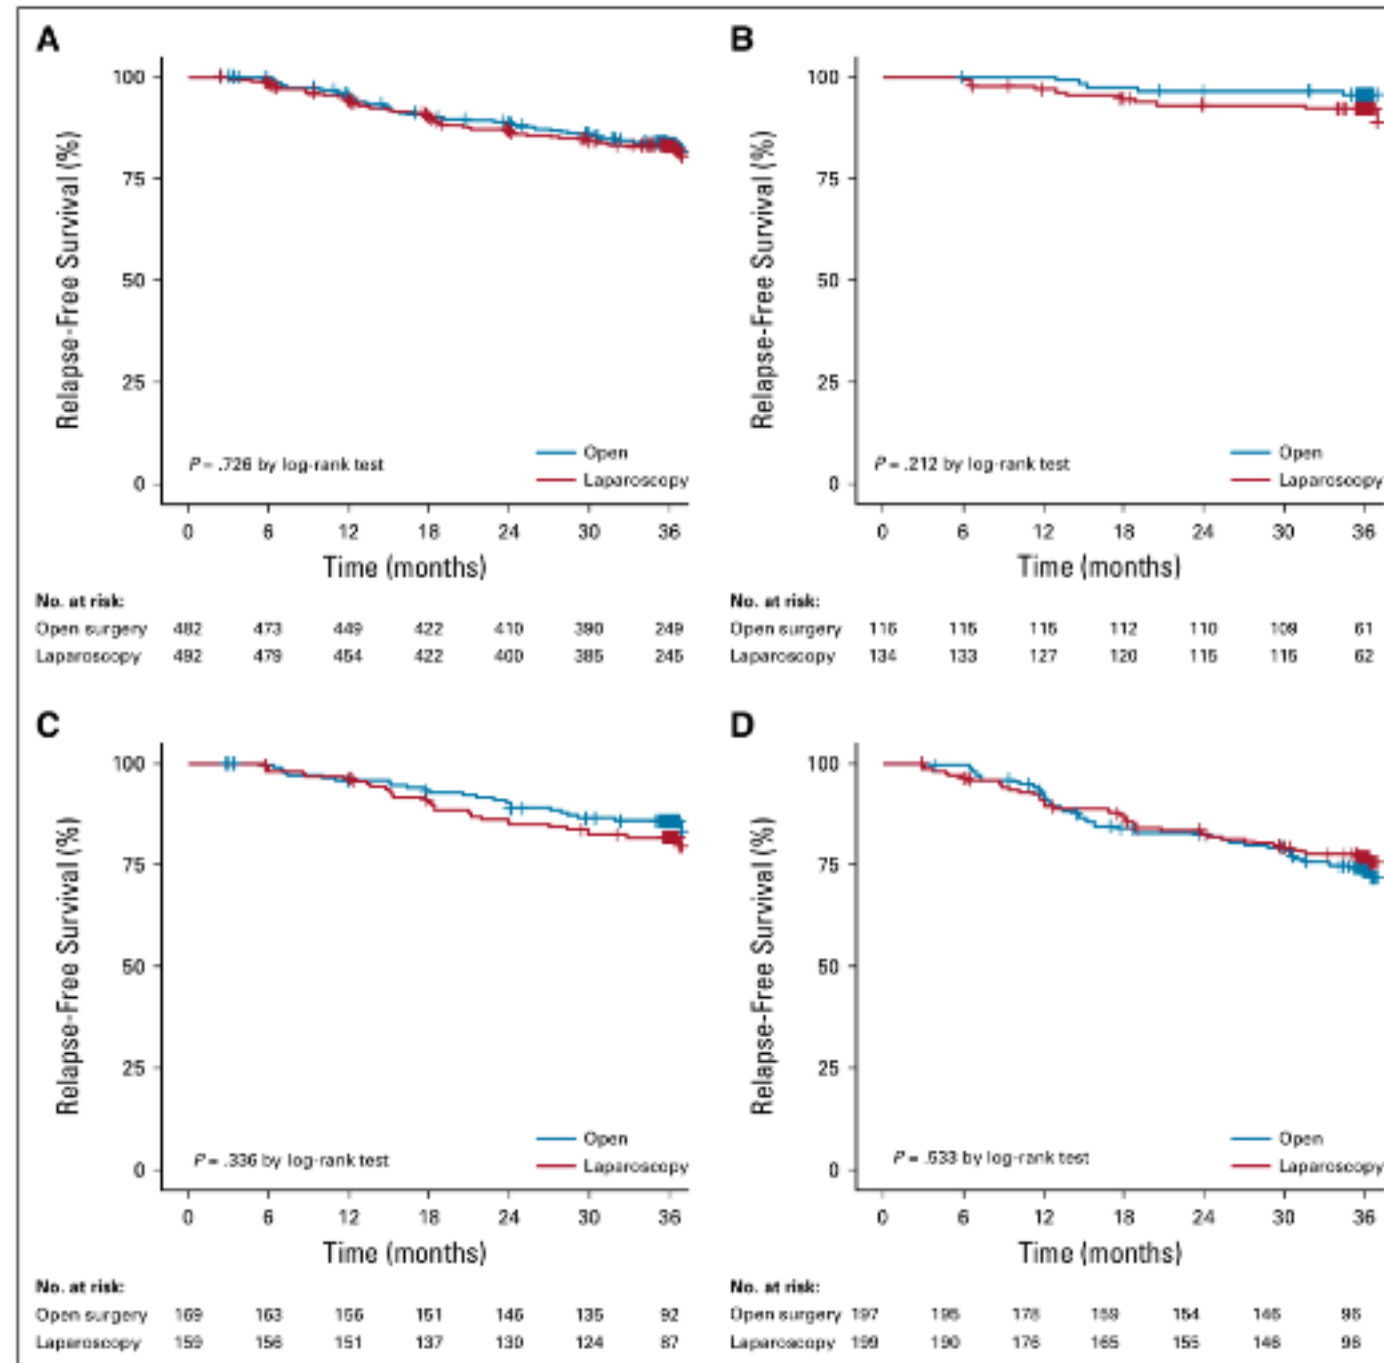 A
Relapse-Free Survival (%)
100
75
50
25
0
P = .726 by log-rank test
Open
Laparoscopy
0 6 12 18 24 30 36
Time (months)
No. at risk:
Open surgery 482 473 449 422 410 390 249
Laparoscopy 492 479 454 422 400 385 245
B
Relapse-Free Survival (%)
100
75
50
25
0
P = .212 by log-rank test
Open
Laparoscopy
0 6 12 18 24 30 36
Time (months)
No. at risk:
Open surgery 116 115 115 112 110 109 61
Laparoscopy 134 133 127 120 115 115 62
C
Relapse-Free Survival (%)
100
75
50
25
0
P = .336 by log-rank test
Open
Laparoscopy
0 6 12 18 24 30 36
Time (months)
No. at risk:
Open surgery 169 163 156 151 146 135 92
Laparoscopy 159 156 151 137 130 124 87
D
Relapse-Free Survival (%)
100
75
50
25
0
P = by log-rank test
Open
Laparoscopy
0 6 12 18 24 30 36
Time (months)
No. at risk:
Open surgery 197 195 178 159 154 146 96
Laparoscopy 199 190 176 165 155 146 96